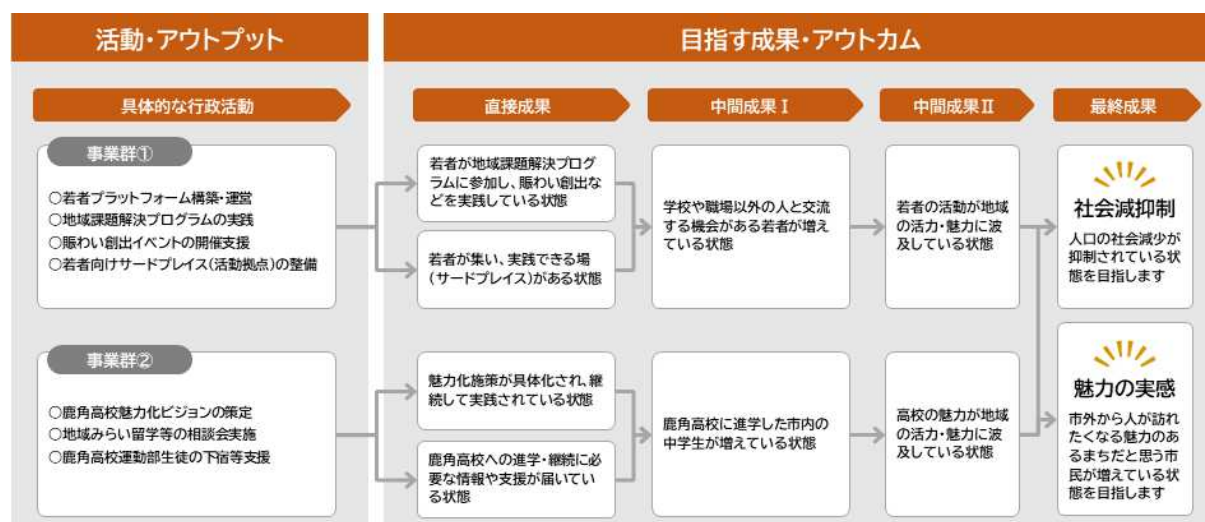 活動・アウトプット
目指す成果・アウトカム
具体的な行政活動
直接成果
中間成果Ⅰ
中間成果Ⅱ
最終成果
事業群①
○若者プラットフォーム構築・運営
○地域課題解決プログラムの実践
○賑わい創出イベントの開催支援
○若者向けサードプレイス(活動拠点)の整備
若者が地域課題解決プログ
ラムに参加し、賑わい創出な
どを実践している状態
若者が集い、実践できる場
(サードプレイス)がある状態
学校や職場以外の人と交流
する機会がある若者が増え
ている状態
若者の活動が地域
の活力・魅力に波
及している状態
社会減抑制
人口の社会減少が
抑制されている状
態を目指します
事業群②
○鹿角高校魅力化ビジョンの策定
○地域みらい留学等の相談会実施
○鹿角高校運動部生徒の下宿等支援
魅力化施策が具体化され、継
続して実践されている状態
鹿角高校への進学・継続に必
要な情報や支援が届いてい
る状態
鹿角高校に進学した市内の
中学生が増えている状態
高校の魅力が地域
の活力・魅力に波
及している状態
魅力の実感
市外から人が訪れ
たくなる魅力のあ
るまちだと思う市
民が増えている状
態を目指します